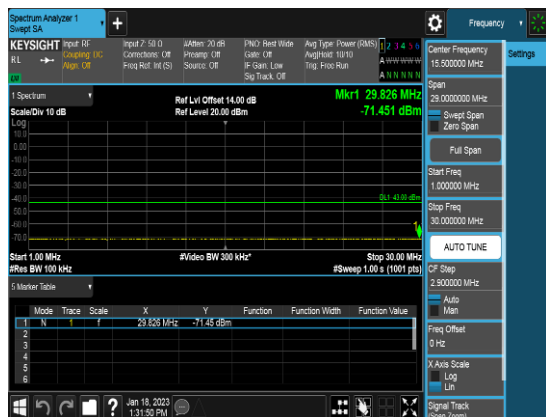 Spectrum Analyzer 1
Swept SA
Frequency
KEYSIGHT
Input: RF
Coupling: DC
Align: Off
Input Z: 50 Ω
Corrections: Off
Freq Ref: Int (S)
#Atten: 20 dB
Preamp: Off
Source: Off
PNO: Best Wide
Gate: Off
IF Gain: Low
Sig Track: Off
Avg Type: Power (RMS)
Avg|Hold: 10/10
Trig: Free Run
1 2 3 4 5 6
A W W W W W
A N N N N N
RL
LXI
1 Spectrum
Scale/Div 10 dB
Ref Lvl Offset 14.00 dB
Ref Level 20.00 dBm
Mkr1 29.826 MHz
-71.451 dBm
Log
10.0
0.00
-10.0
-20.0
-30.0
-40.0
-50.0
-60.0
-70.0
DL1 -43.00 dBm
1
Start 1.00 MHz
#Res BW 100 kHz
#Video BW 300 kHz*
Stop 30.00 MHz
#Sweep 1.00 s (1001 pts)
5 Marker Table
Mode Trace Scale X Y Function Function Width Function Value
1 N 1 f 29.826 MHz -71.45 dBm
2
3
4
5
6
Jan 18, 2023
1:31:50 PM
Center Frequency
15.500000 MHz
Settings
Span
29.0000000 MHz
Swept Span
Zero Span
Full Span
Start Freq
1.000000 MHz
Stop Freq
30.000000 MHz
AUTO TUNE
CF Step
2.900000 MHz
Auto
Man
Freq Offset
0 Hz
X Axis Scale
Log
Lin
Signal Track
(Span Zoom)